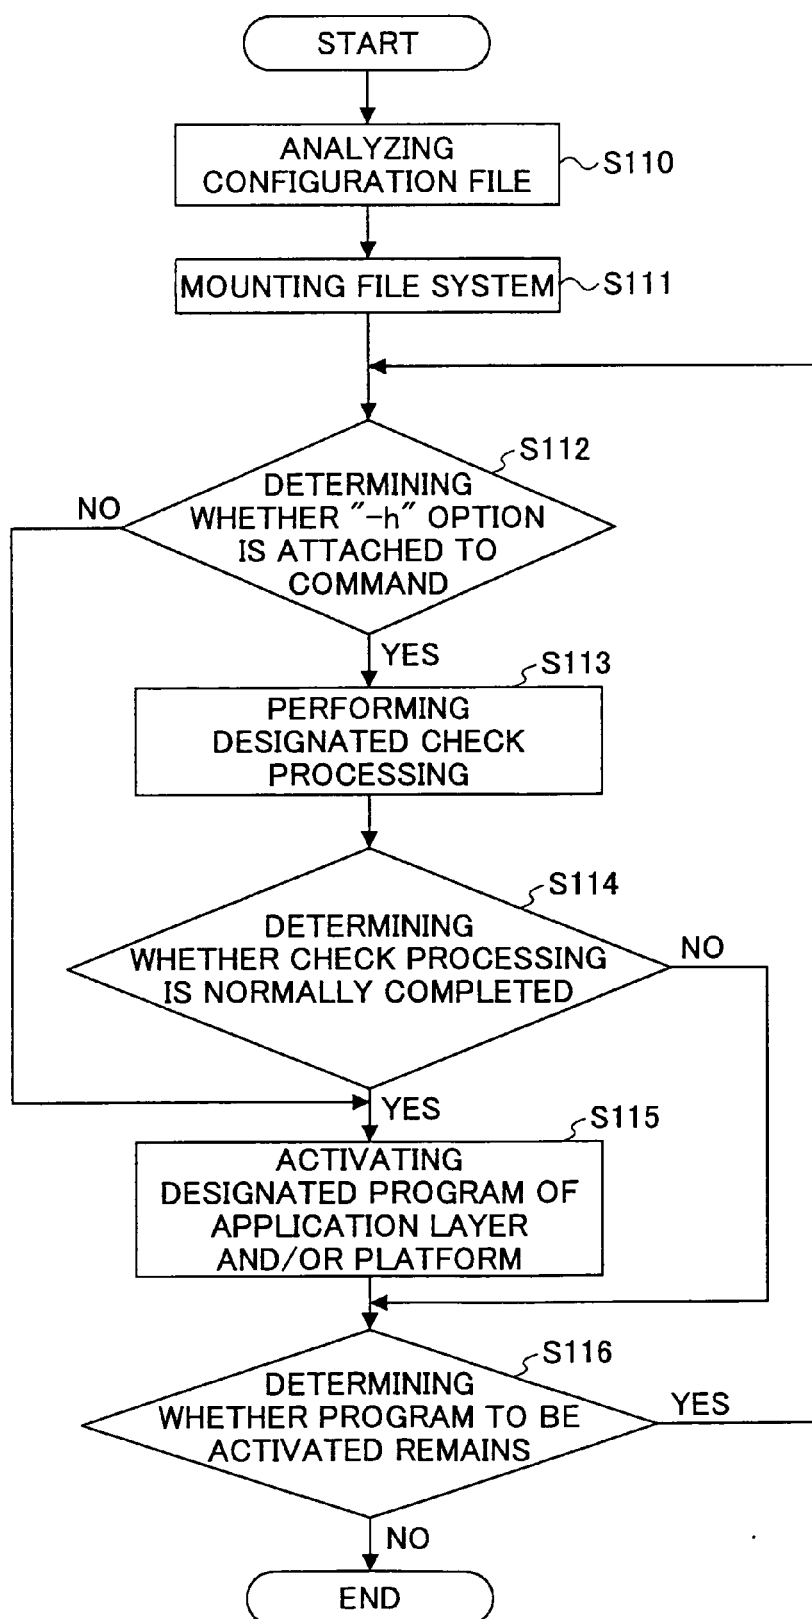 START
ANALYZING
CONFIGURATION FILE
S110
MOUNTING FILE SYSTEM
S111
S112
DETERMINING
WHETHER "-h" OPTION
IS ATTACHED TO
COMMAND
NO
YES
S113
PERFORMING
DESIGNATED CHECK
PROCESSING
S114
DETERMINING
WHETHER CHECK PROCESSING
IS NORMALLY COMPLETED
NO
YES
S115
ACTIVATING
DESIGNATED PROGRAM OF
APPLICATION LAYER
AND/OR PLATFORM
S116
DETERMINING
WHETHER PROGRAM TO BE
ACTIVATED REMAINS
YES
NO
END